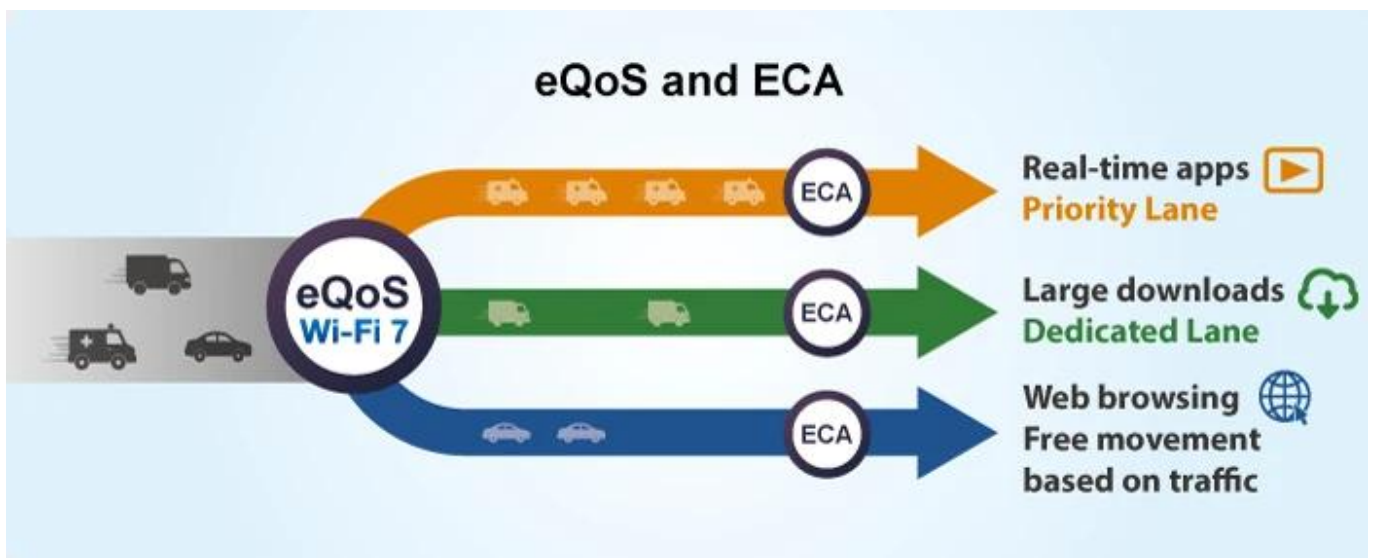 eQoS and ECA
eQoS
Wi-Fi 7
ECA
Real-time apps
Priority Lane
ECA
Large downloads
Dedicated Lane
ECA
Web browsing
Free movement
based on traffic